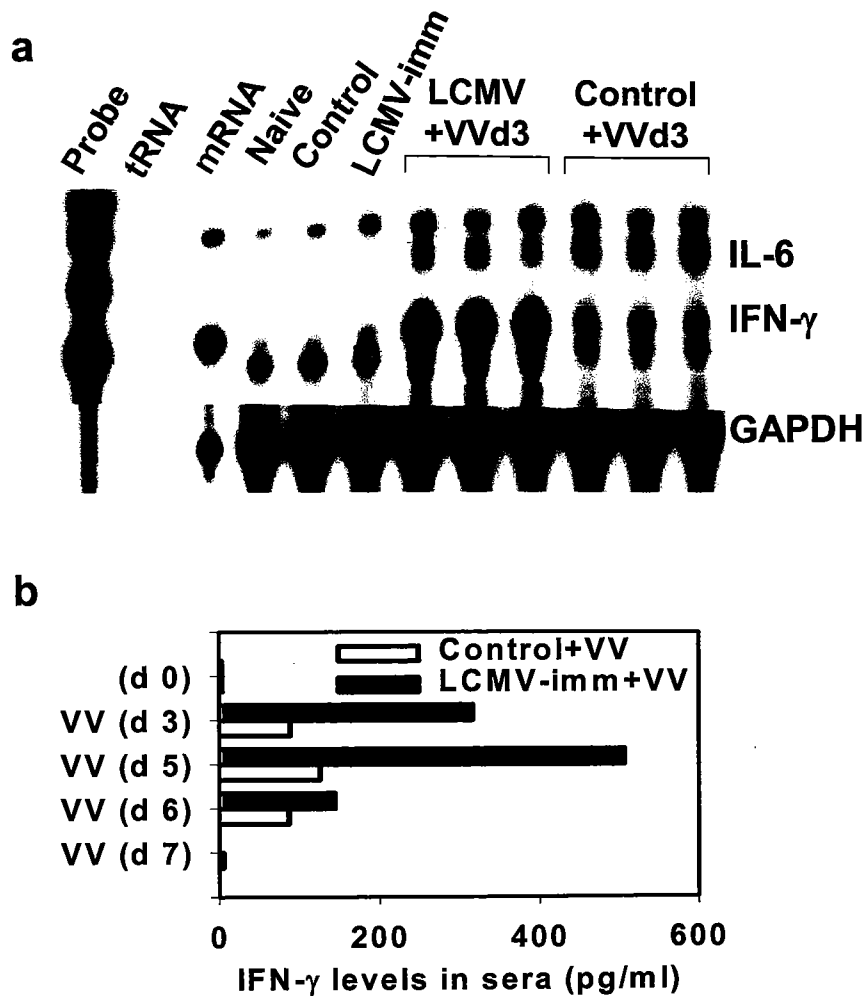 a
Probe
tRNA
mRNA
Naive
Control
LCMV-imm
LCMV
+VVd3
Control
+VVd3
IL-6
IFN-γ
GAPDH
b
Control+VV
LCMV-imm+VV
(d 0)
VV (d 3)
VV (d 5)
VV (d 6)
VV (d 7)
0 200 400 600
IFN-γ levels in sera (pg/ml)